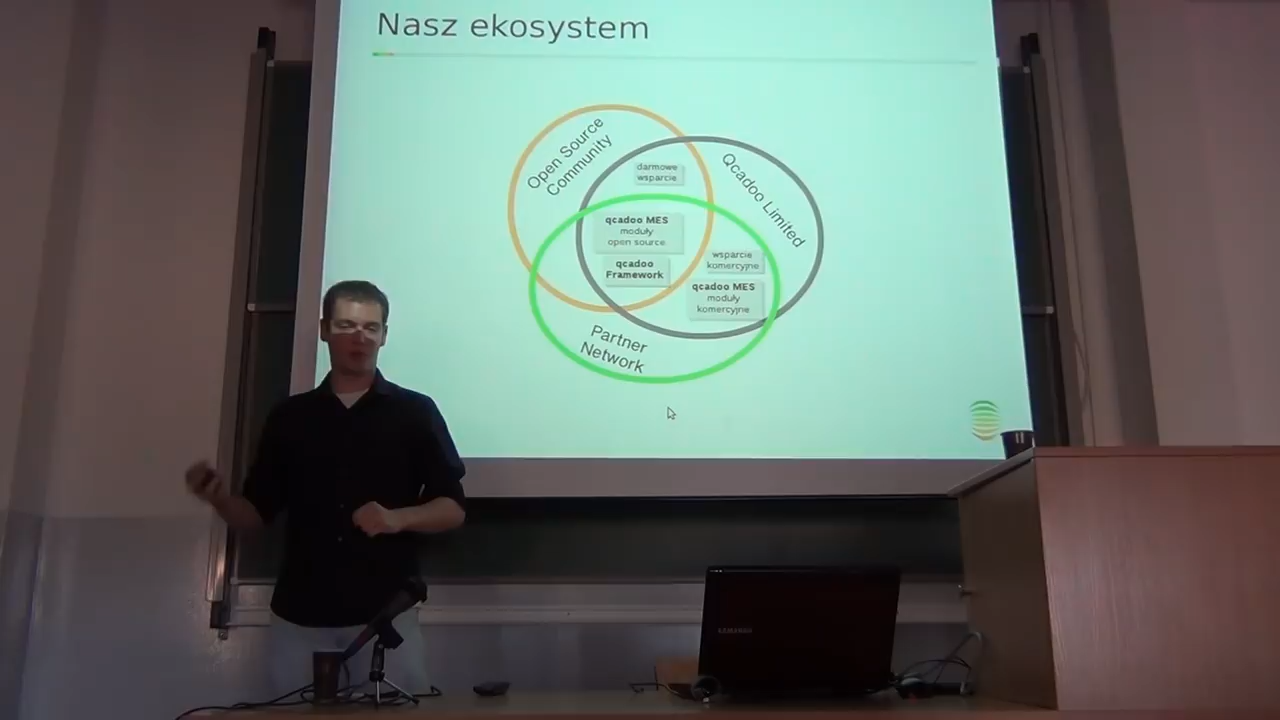 Nasz ekosystem
Open Source
Community
darmowe
wsparcie
Qcadoo Limited
qcadoo MES
moduły
open source
qcadoo
Framework
wsparcie
komercyjne
qcadoo MES
moduły
komercyjne
Partner
Network
SAMSUNG